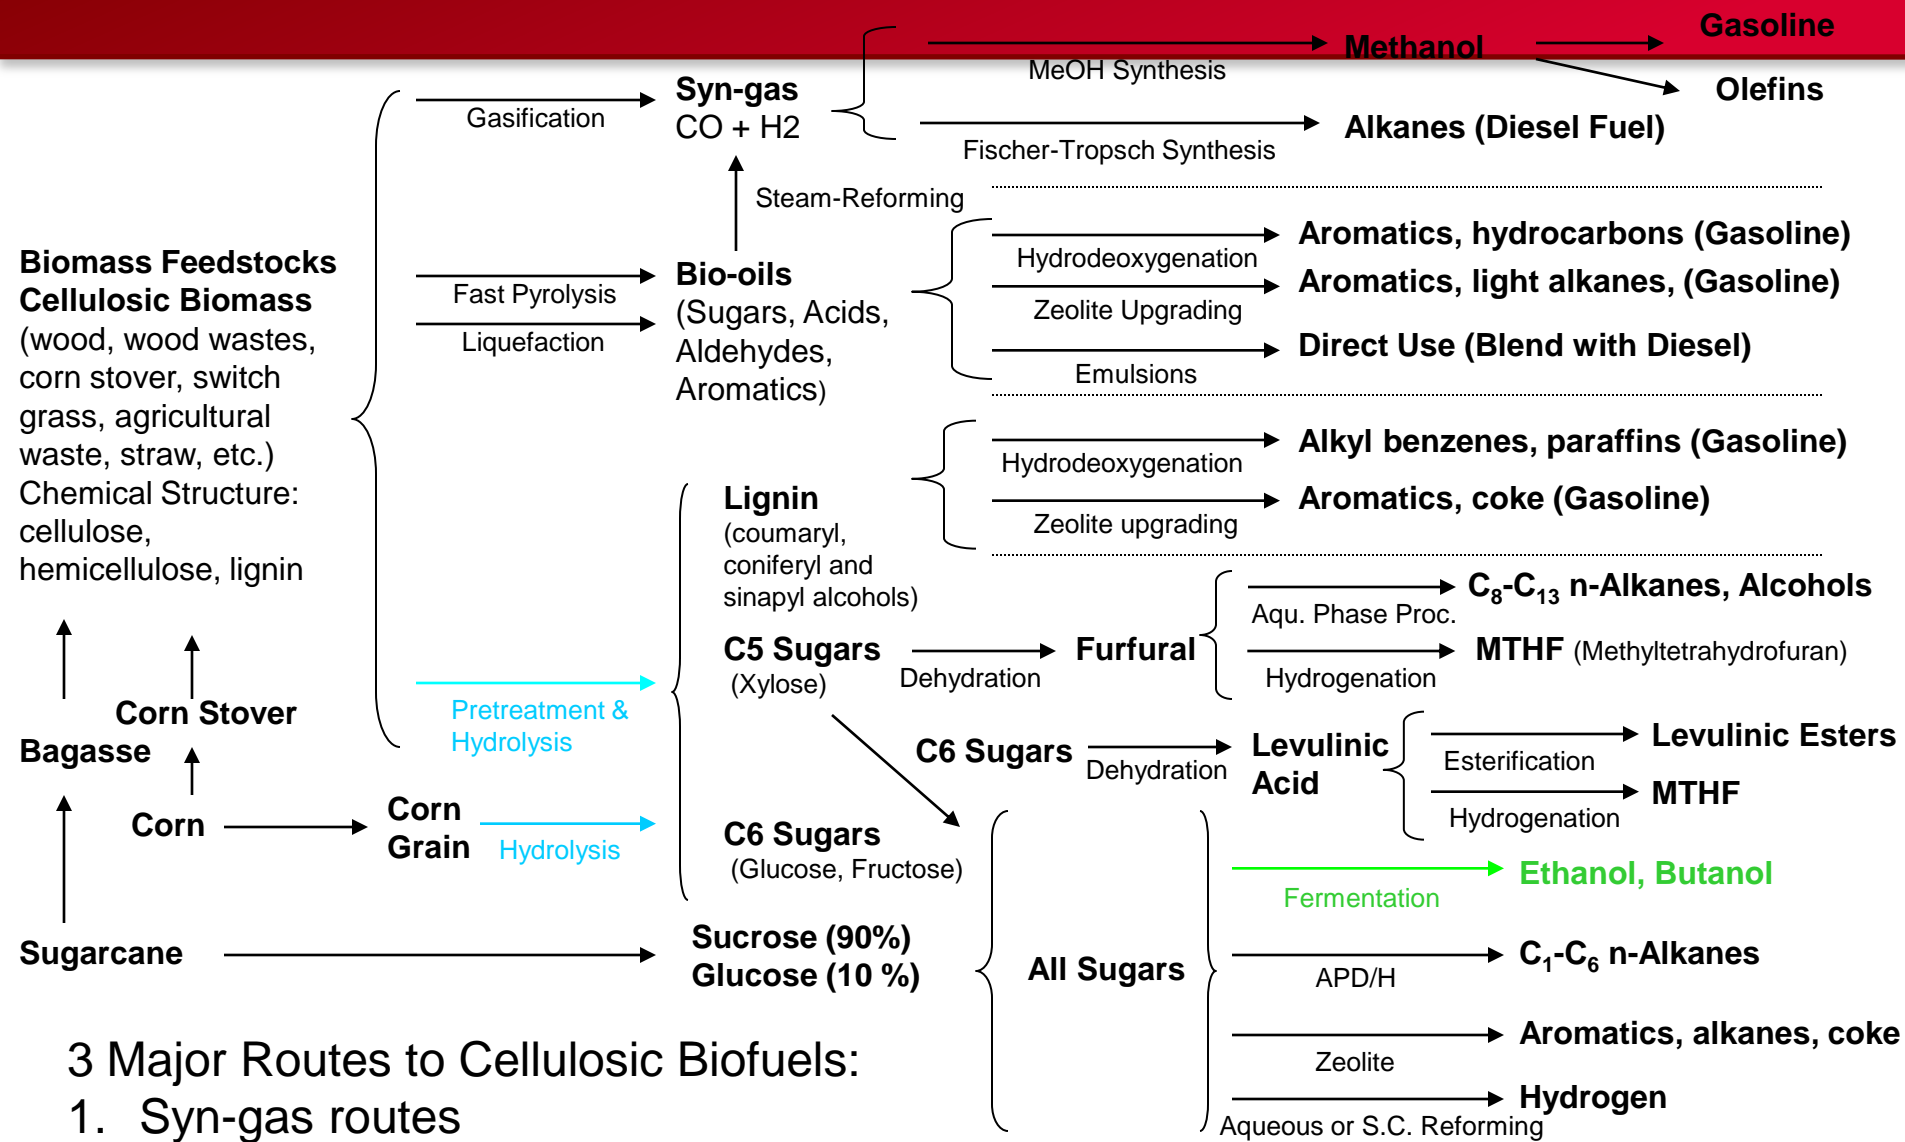 Gasoline
Methanol
MeOH Synthesis
Olefins
Syn-gas
CO + H2
Gasification
Alkanes (Diesel Fuel)
Fischer-Tropsch Synthesis
Steam-Reforming
Biomass Feedstocks
Cellulosic Biomass
(wood, wood wastes,
corn stover, switch
grass, agricultural
waste, straw, etc.)
Chemical Structure:
cellulose,
hemicellulose, lignin
Fast Pyrolysis
Liquefaction
Bio-oils
(Sugars, Acids,
Aldehydes,
Aromatics)
Aromatics, hydrocarbons (Gasoline)
Hydrodeoxygenation
Aromatics, light alkanes, (Gasoline)
Zeolite Upgrading
Direct Use (Blend with Diesel)
Emulsions
Alkyl benzenes, paraffins (Gasoline)
Hydrodeoxygenation
Aromatics, coke (Gasoline)
Zeolite upgrading
Lignin
(coumaryl,
coniferyl and
sinapyl alcohols)
C5 Sugars
(Xylose)
Dehydration
Furfural
C8-C13 n-Alkanes, Alcohols
Aqu. Phase Proc.
MTHF (Methyltetrahydrofuran)
Hydrogenation
Pretreatment &
Hydrolysis
Corn Stover
Bagasse
C6 Sugars
Dehydration
Levulinic
Acid
Levulinic Esters
Esterification
MTHF
Hydrogenation
Corn
Corn
Grain
Hydrolysis
C6 Sugars
(Glucose, Fructose)
Ethanol, Butanol
Fermentation
Sugarcane
Sucrose (90%)
Glucose (10 %)
All Sugars
C1-C6 n-Alkanes
APD/H
Aromatics, alkanes, coke
Zeolite
Hydrogen
Aqueous or S.C. Reforming
3 Major Routes to Cellulosic Biofuels:
1. Syn-gas routes